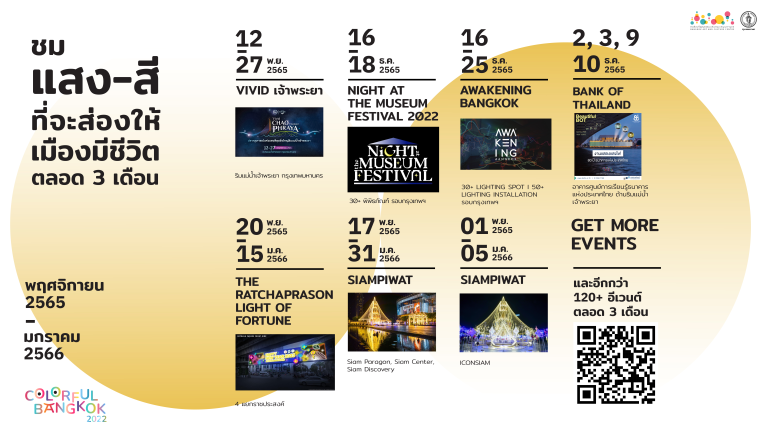 ชม
แสง-สี
ที่จะส่องให้
เมืองมีชีวิต
ตลอด 3 เดือน
พฤศจิกายน
2565
-
มกราคม
2566
COLORFUL
BANGKOK
2022
12
-
27 พ.ย. 2565
VIVID เจ้าพระยา
CHAO
PHRAYA
ริมแม่น้ำเจ้าพระยา กรุงเทพมหานคร
16
-
18 ธ.ค. 2565
NIGHT AT
THE MUSEUM
FESTIVAL 2022
The NIGHT AT
MUSEUM
FESTIVAL
30+ พิพิธภัณฑ์ รอบกรุงเทพฯ
16
-
25 ธ.ค. 2565
AWAKENING
BANGKOK
AWA
KEN
ING
30+ LIGHTING SPOT I 50+
LIGHTING INSTALLATION
รอบกรุงเทพฯ
2, 3, 9
-
10 ธ.ค. 2565
BANK OF
THAILAND
Beautiful
BOT
อาคารศูนย์การเรียนรู้ธนาคาร
แห่งประเทศไทย ด้านริมแม่น้ำ
เจ้าพระยา
20 พ.ย. 2565
-
15 ม.ค. 2566
THE
RATCHAPRASON
LIGHT OF
FORTUNE
4 แยกราชประสงค์
17 พ.ย. 2565
-
31 ม.ค. 2566
SIAMPIWAT
Siam Paragon, Siam Center,
Siam Discovery
01 พ.ย. 2565
-
05 ม.ค. 2566
SIAMPIWAT
ICONSIAM
GET MORE
EVENTS
และอีกกว่า
120+ อีเวนต์
ตลอด 3 เดือน